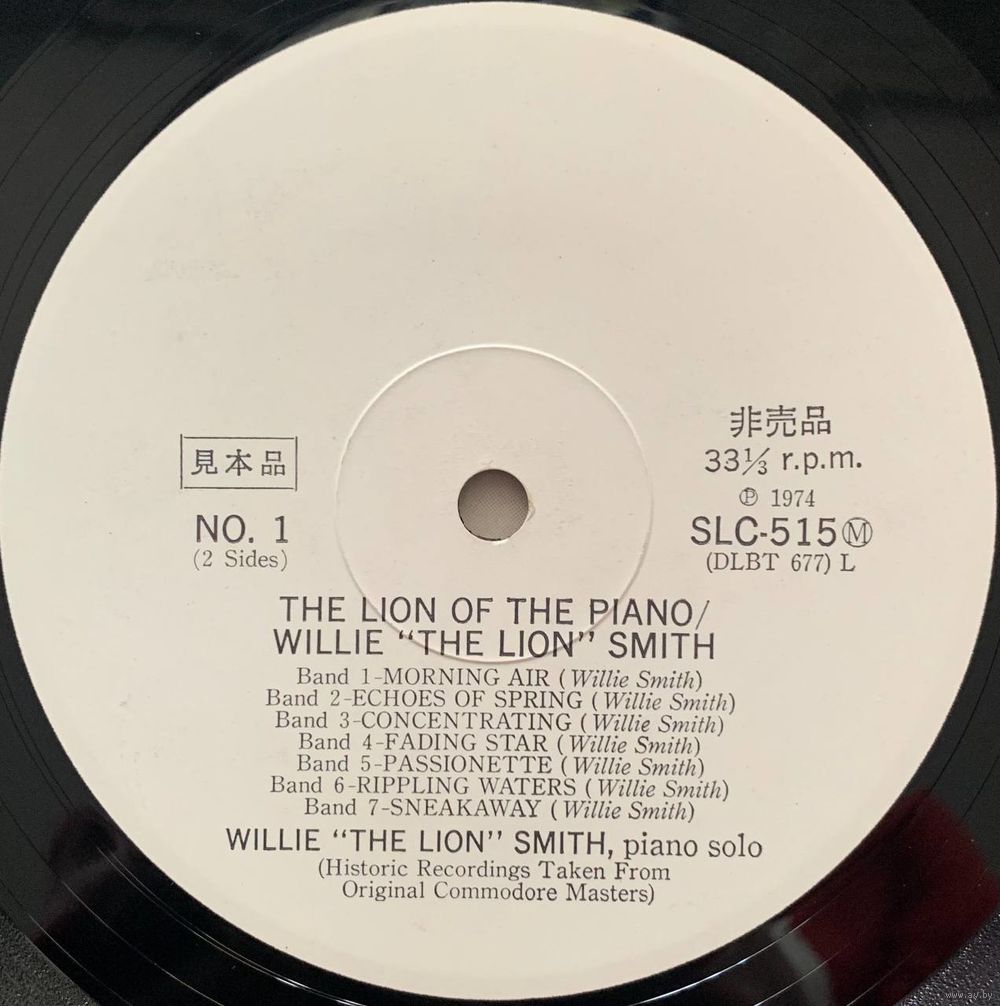 非売品
見本品
33⅓ r.p.m.
Ⓟ 1974
NO. 1
SLC-515Ⓜ
(2 Sides)
(DLBT 677) L
THE LION OF THE PIANO/
WILLIE “THE LION” SMITH
Band 1-MORNING AIR (Willie Smith)
Band 2-ECHOES OF SPRING (Willie Smith)
Band 3-CONCENTRATING (Willie Smith)
Band 4-FADING STAR (Willie Smith)
Band 5-PASSIONETTE (Willie Smith)
Band 6-RIPPLING WATERS (Willie Smith)
Band 7-SNEAKAWAY (Willie Smith)
WILLIE “THE LION” SMITH, piano solo
(Historic Recordings Taken From
Original Commodore Masters)
www.ay.by